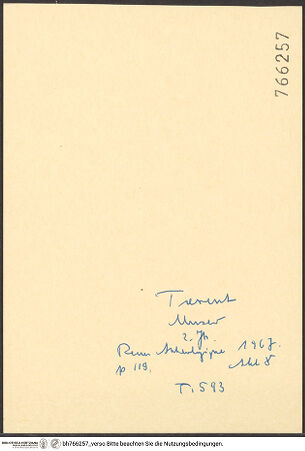 766257
Tarent
Museo
2. Jh.
Revue Archéologique 1967.
p 119. Abb 8
T. 593
bh766257_verso Bitte beachten Sie die Nutzungsbedingungen.